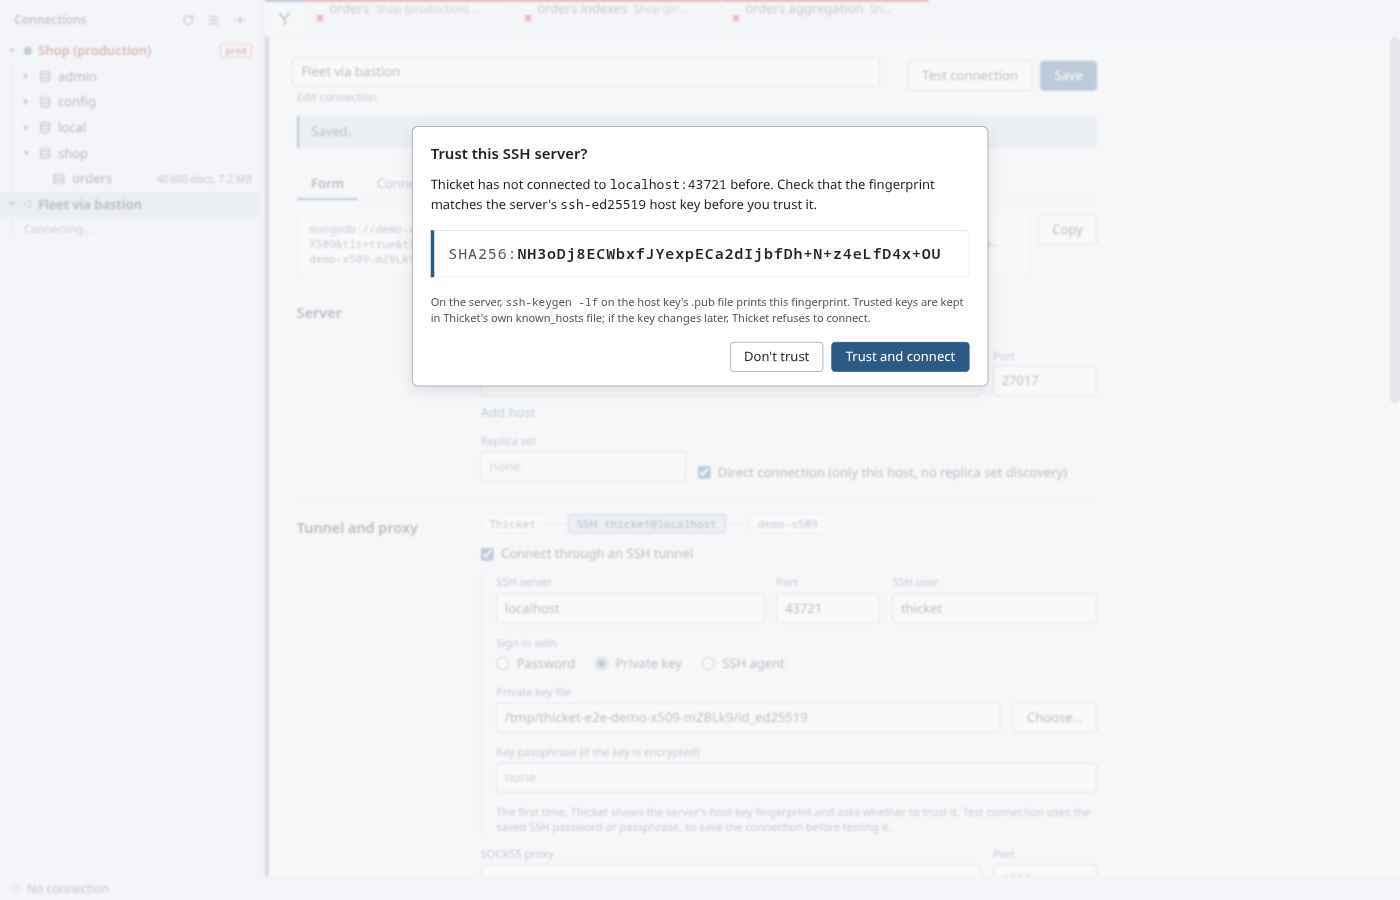 Connections
orders Shop (production) ...
orders indexes Shop (pr...
orders aggregation Sh...
Shop (production) prod
admin
config
local
shop
orders 40 000 docs, 7.2 MB
Fleet via bastion
Connecting...
Fleet via bastion
Test connection
Save
Edit connection
Saved.
Form
Conne
mongodb://demo-x
X509&tls=true&tl
demo-x509-mZBLk9
Copy
Trust this SSH server?
Thicket has not connected to localhost:43721 before. Check that the fingerprint
matches the server's ssh-ed25519 host key before you trust it.
SHA256:NH3oDj8ECWbxfJYexpECa2dIjbfDh+N+z4eLfD4x+OU
On the server, ssh-keygen -lf on the host key's .pub file prints this fingerprint. Trusted keys are kept
in Thicket's own known_hosts file; if the key changes later, Thicket refuses to connect.
Don't trust
Trust and connect
Server
Port
27017
Add host
Replica set
none
Direct connection (only this host, no replica set discovery)
Tunnel and proxy
Thicket
SSH thicket@localhost
demo-x509
Connect through an SSH tunnel
SSH server
Port
SSH user
localhost
43721
thicket
Sign in with
Password
Private key
SSH agent
Private key file
/tmp/thicket-e2e-demo-x509-mZBLk9/id_ed25519
Choose...
Key passphrase (if the key is encrypted)
none
The first time, Thicket shows the server's host key fingerprint and asks whether to trust it. Test connection uses the
saved SSH password or passphrase, so save the connection before testing it.
SOCKS5 proxy
Port
No connection